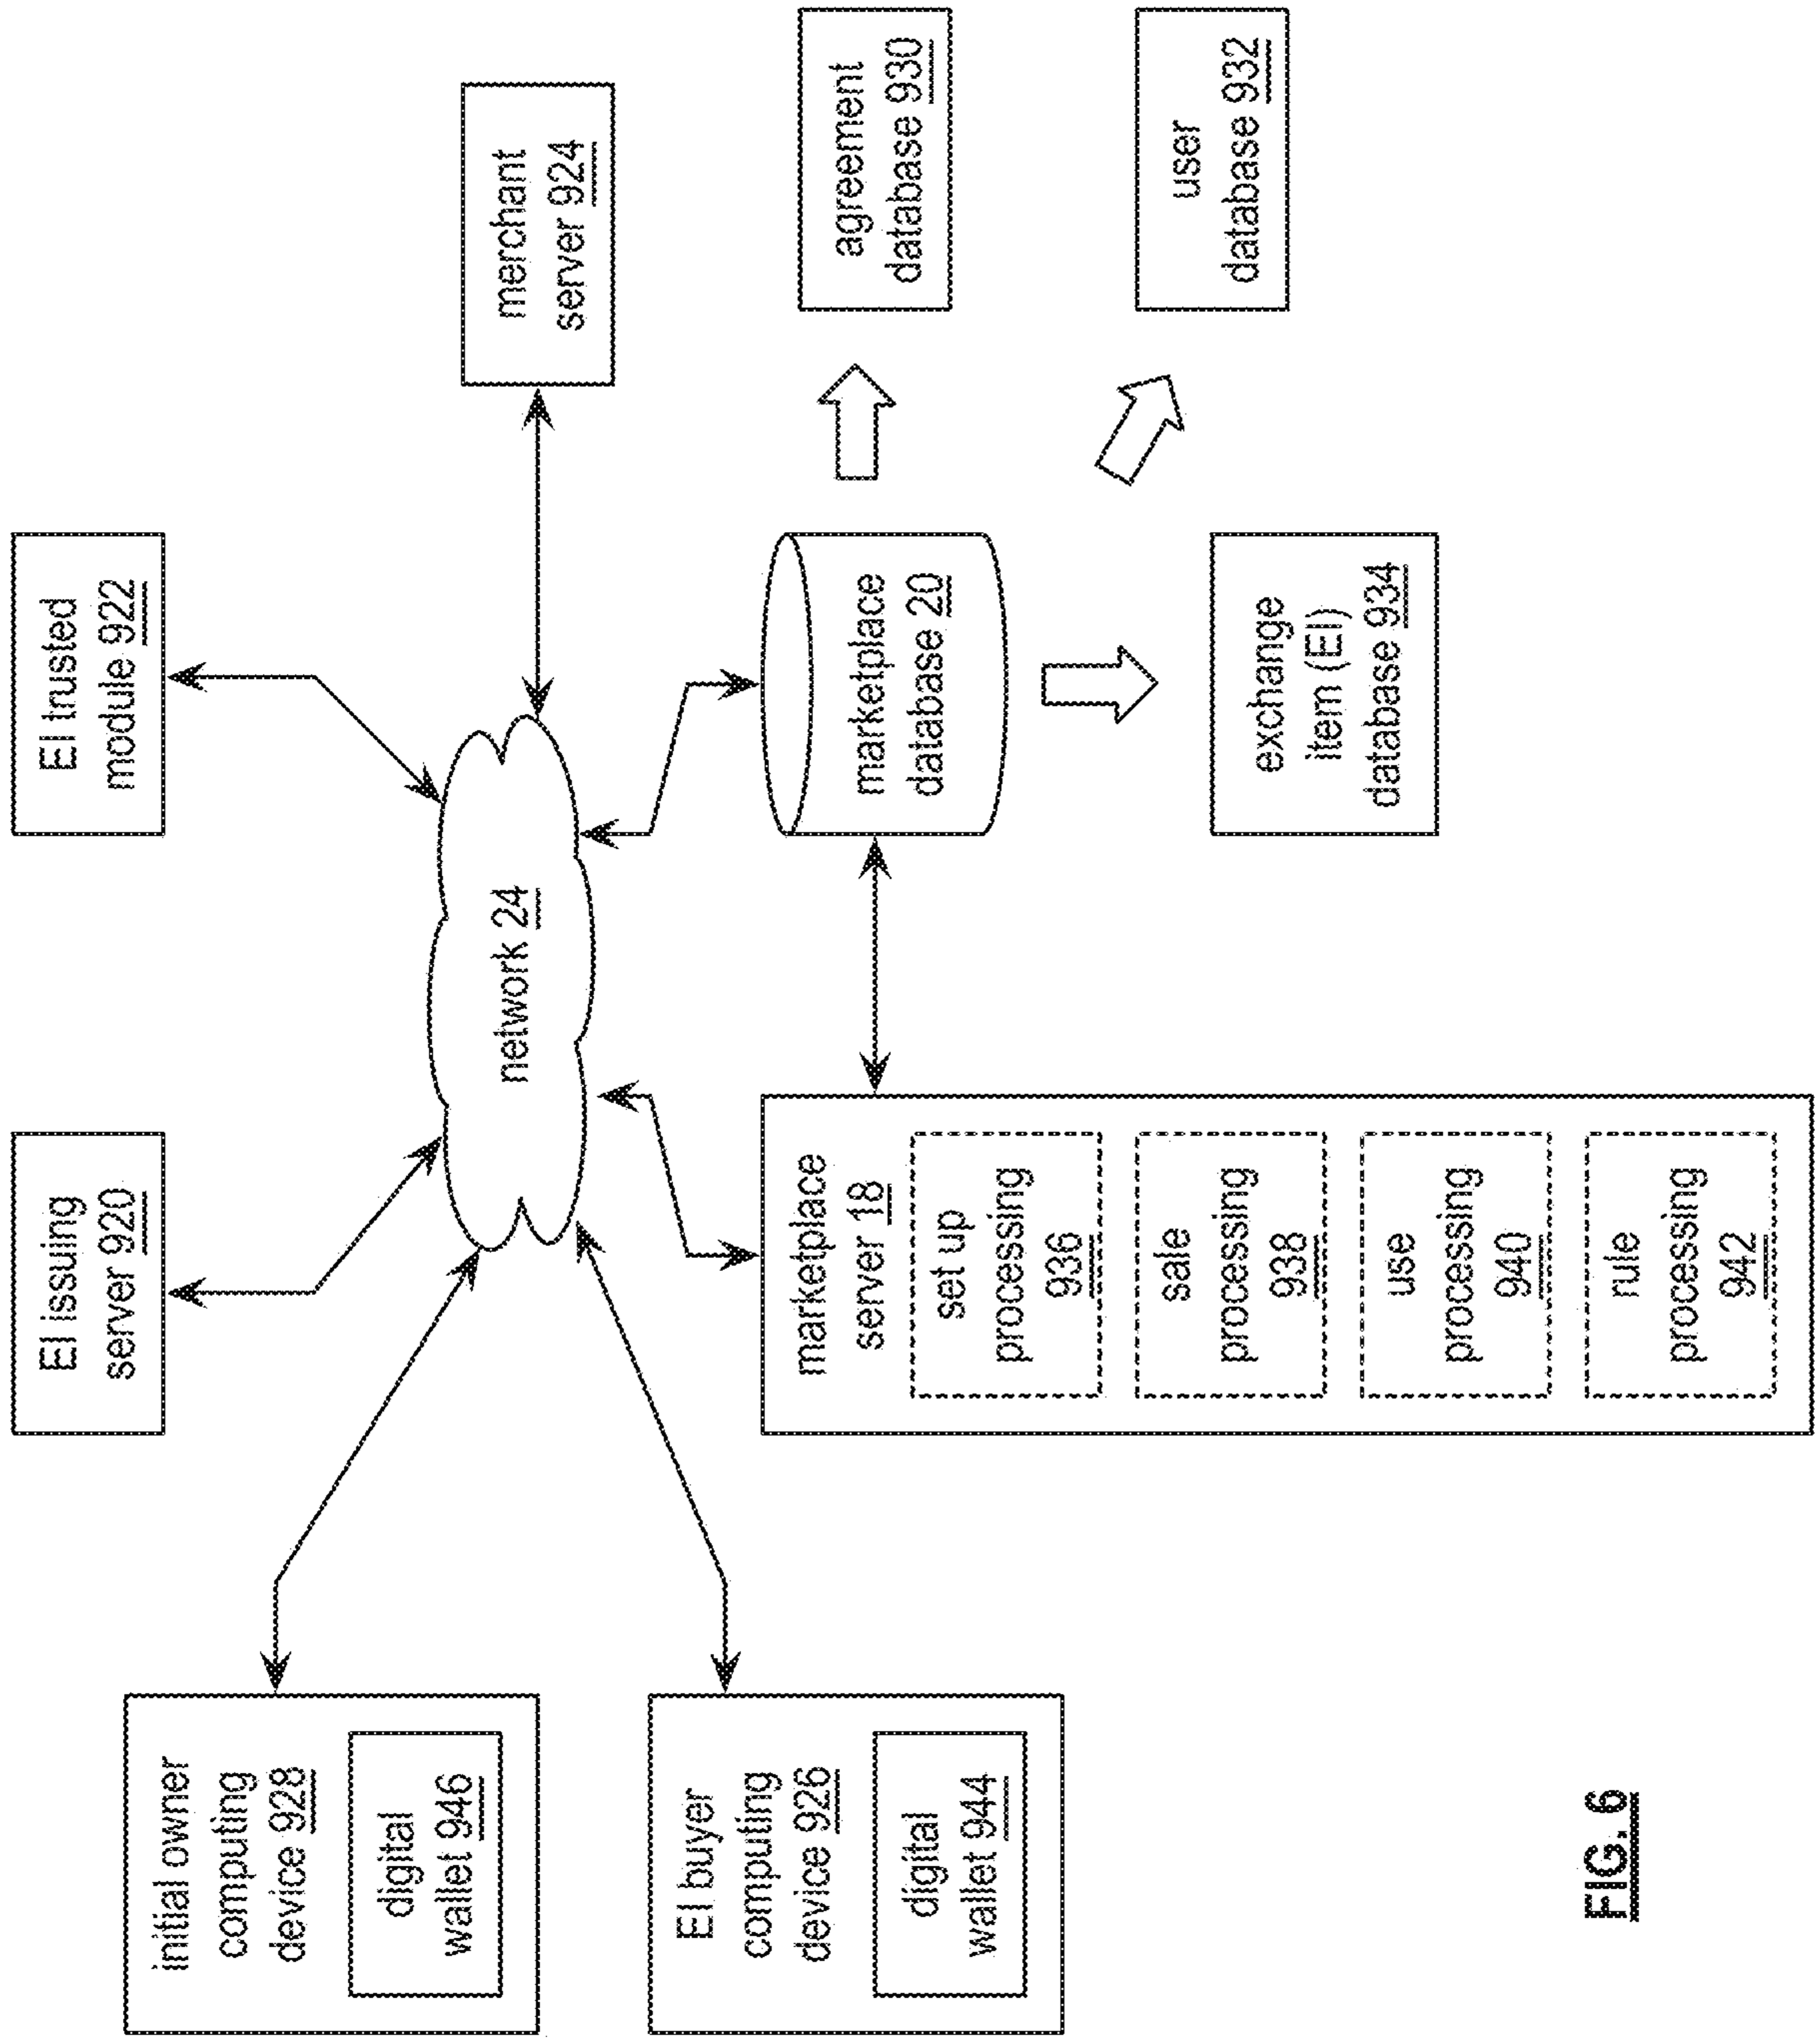 EI issuing
server 920
EI trusted
module 922
initial owner
computing
device 928
digital
wallet 946
network 24
merchant
server 924
EI buyer
computing
device 926
digital
wallet 944
marketplace
server 18
set up
processing
936
sale
processing
938
use
processing
940
rule
processing
942
marketplace
database 20
agreement
database 930
user
database 932
exchange
item (EI)
database 934
FIG. 6